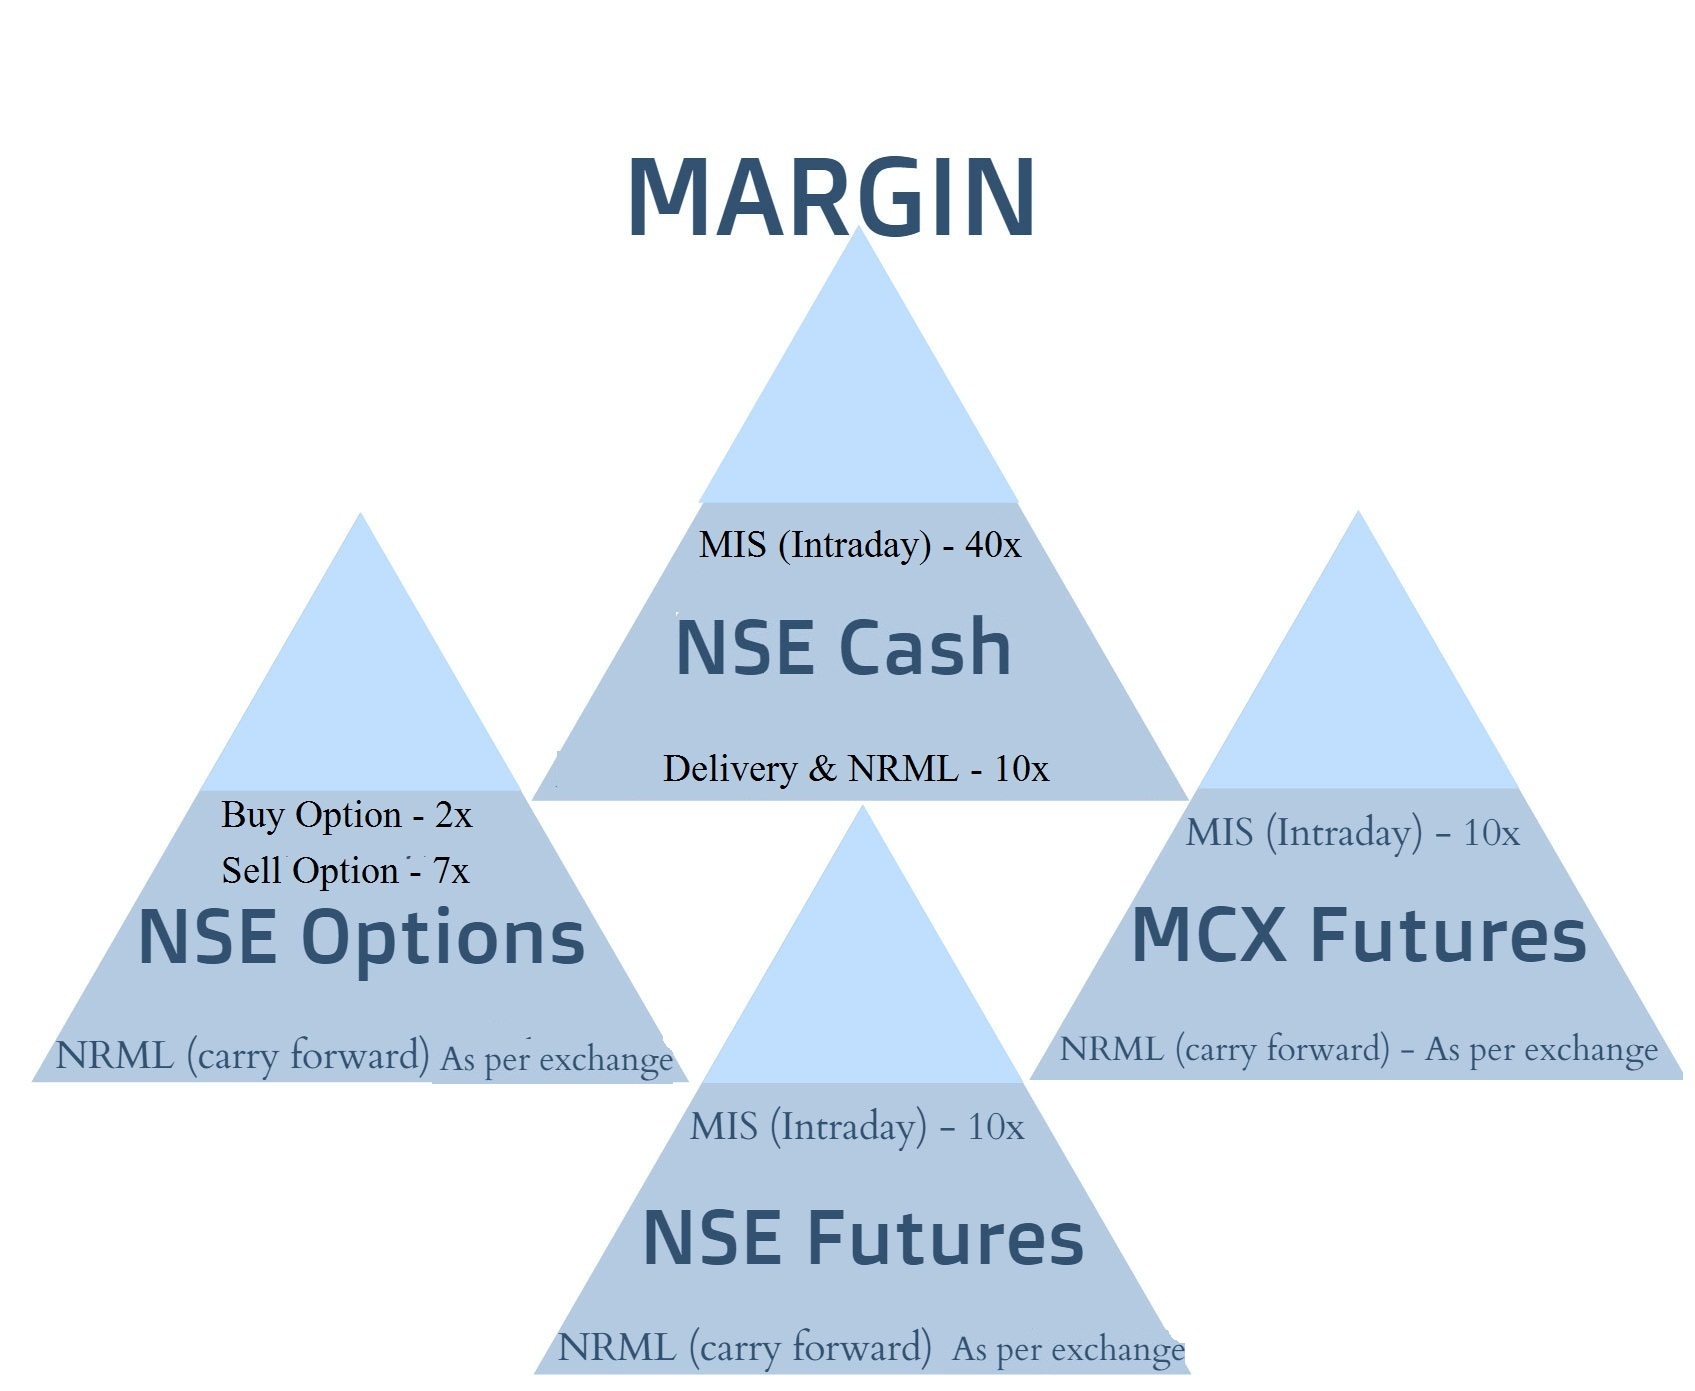 MARGIN
MIS (Intraday) - 40x
NSE Cash
Delivery & NRML - 10x
Buy Option - 2x
Sell Option - 7x
NSE Options
NRML (carry forward) As per exchange
MIS (Intraday) - 10x
MCX Futures
NRML (carry forward) - As per exchange
MIS (Intraday) - 10x
NSE Futures
NRML (carry forward) As per exchange